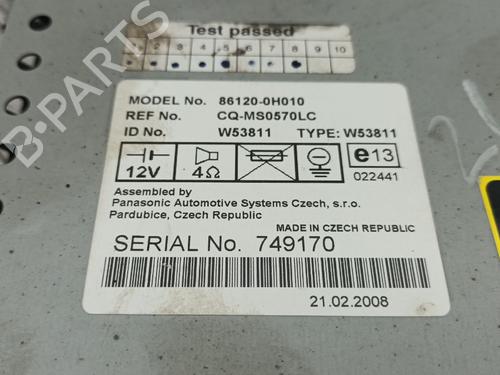 Test passed
1 2 3 4 5 6 7 8 9 10
MODEL No. 86120-0H010
REF No. CQ-MS0570LC
ID No. W53811 TYPE: W53811
12V 4Ω e13
022441
Assembled by
Panasonic Automotive Systems Czech, s.r.o.
Pardubice, Czech Republic
MADE IN CZECH REPUBLIC
SERIAL No. 749170
21.02.2008
B-PARTS